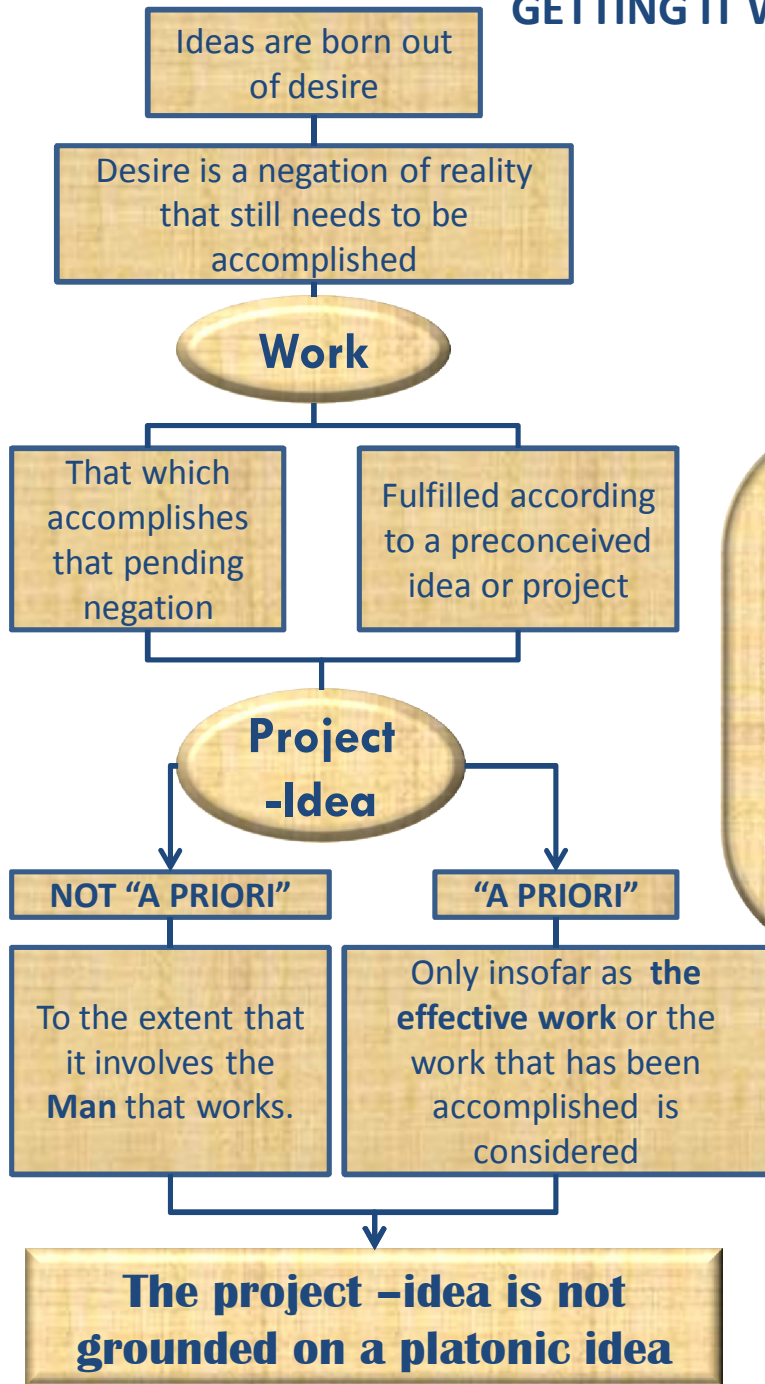 GETTING IT
Ideas are born out
of desire
Desire is a negation of reality
that still needs to be
accomplished
Work
That which
accomplishes
that pending
negation
Fulfilled according
to a preconceived
idea or project
Project
-Idea
NOT “A PRIORI”
“A PRIORI”
To the extent that
it involves the
Man that works.
Only insofar as the
effective work or the
work that has been
accomplished is
considered
The project –idea is not
grounded on a platonic idea